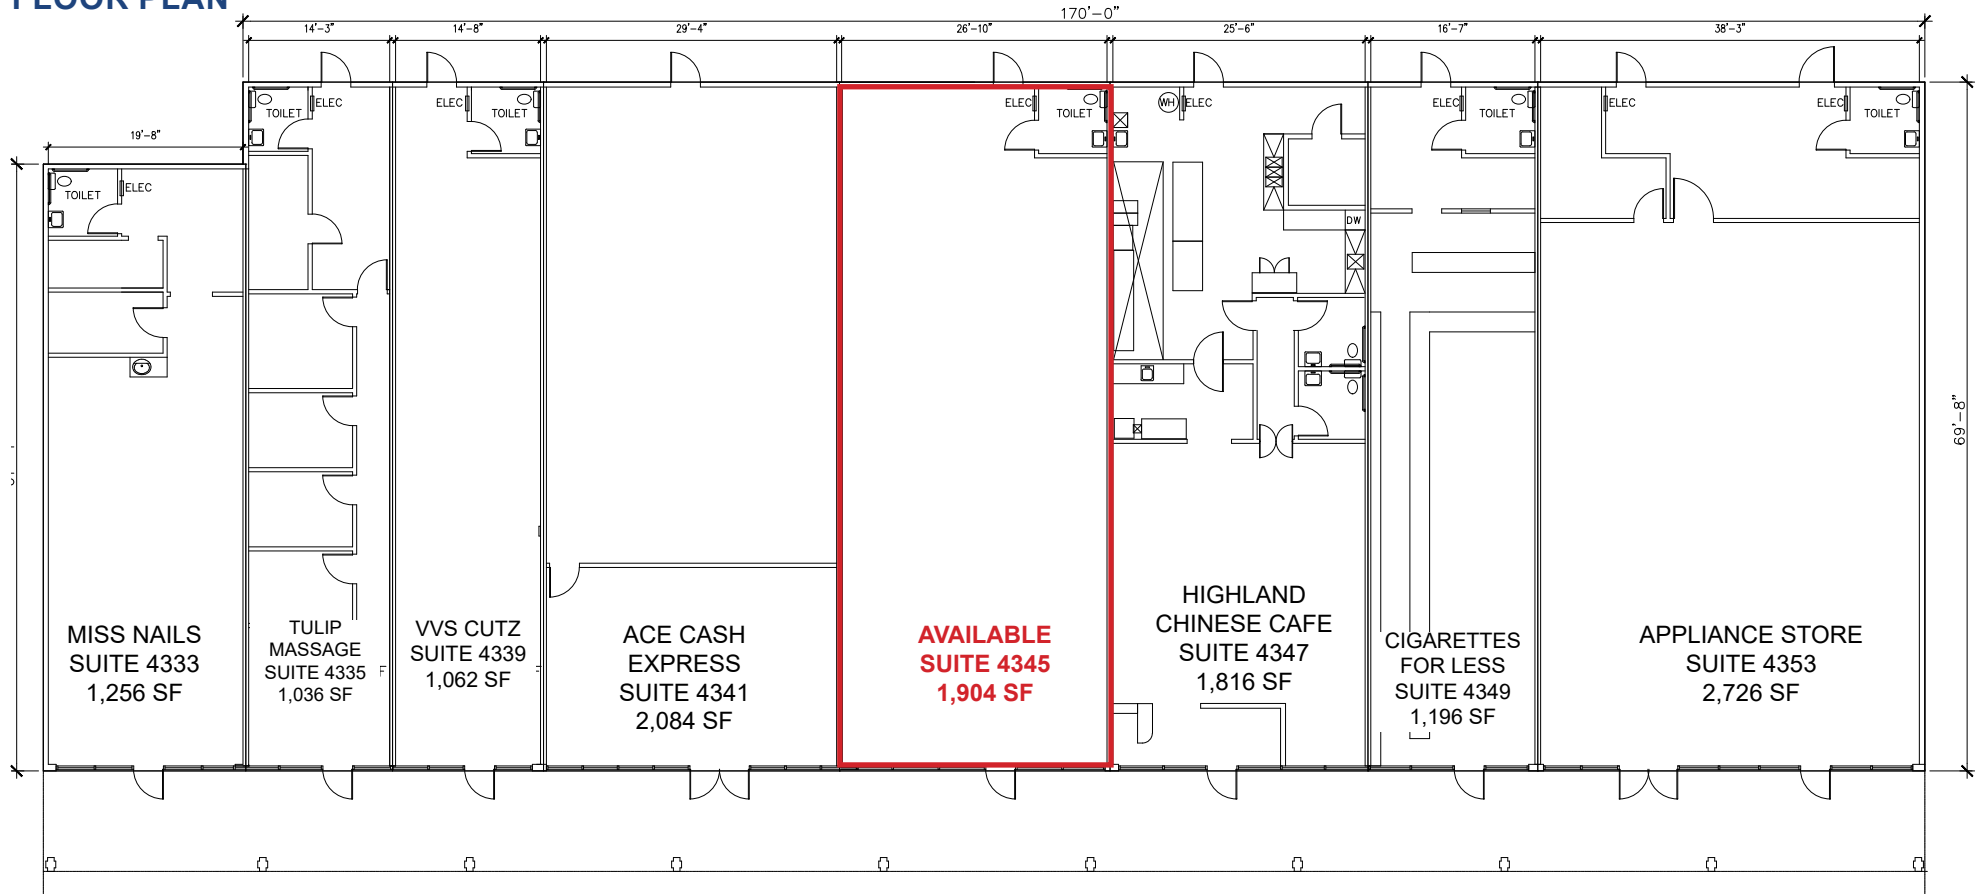 FLOOR PLAN
170'-0"
14'-3"
14'-8"
29'-4"
26'-10"
25'-6"
16'-7"
38'-3"
19'-8"
69'-8"
TOILET
ELEC
TOILET
ELEC
ELEC
TOILET
ELEC
TOILET
WH
ELEC
DW
ELEC
TOILET
ELEC
ELEC
TOILET
MISS NAILS
SUITE 4333
1,256 SF
TULIP
MASSAGE
SUITE 4335
1,036 SF
VVS CUTZ
SUITE 4339
1,062 SF
ACE CASH
EXPRESS
SUITE 4341
2,084 SF
AVAILABLE
SUITE 4345
1,904 SF
HIGHLAND
CHINESE CAFE
SUITE 4347
1,816 SF
CIGARETTES
FOR LESS
SUITE 4349
1,196 SF
APPLIANCE STORE
SUITE 4353
2,726 SF